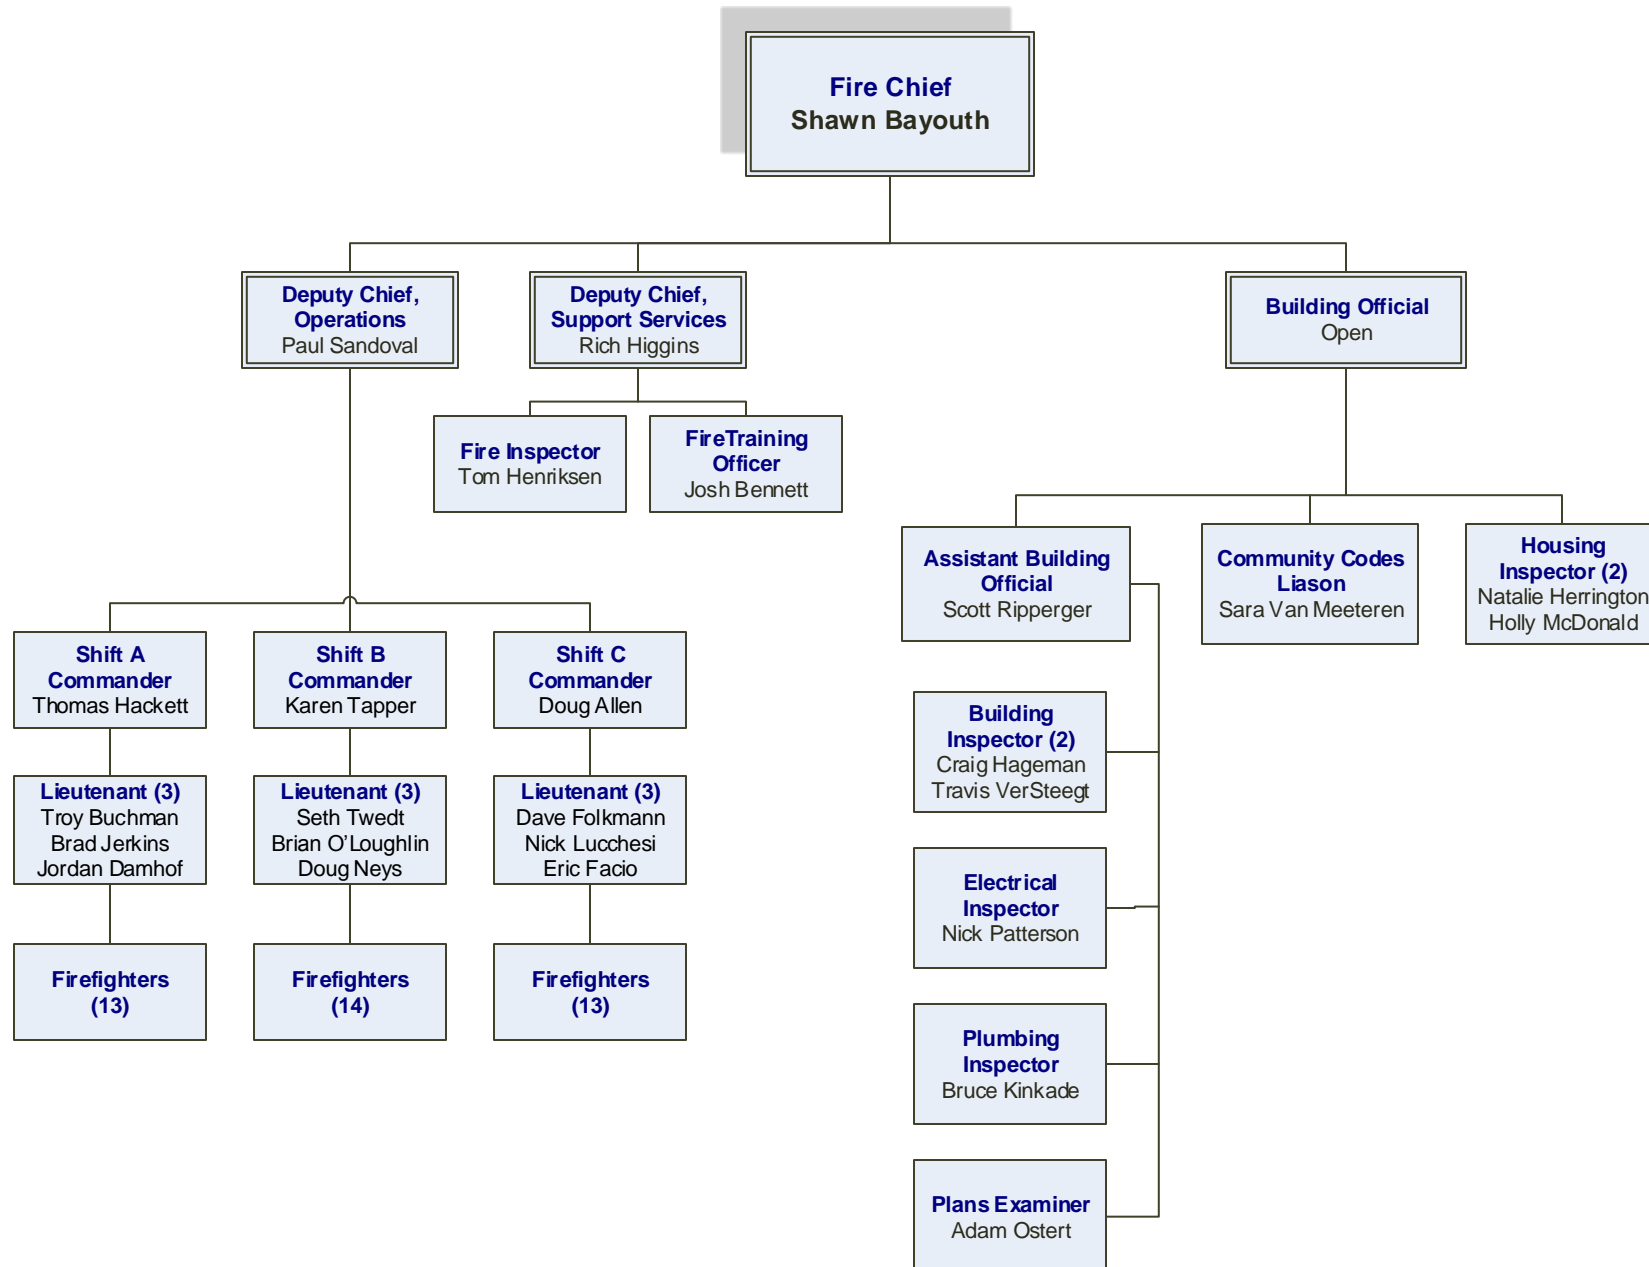 Fire Chief
Shawn Bayouth
Deputy Chief,
Operations
Paul Sandoval
Deputy Chief,
Support Services
Rich Higgins
Building Official
Open
Fire Inspector
Tom Henriksen
FireTraining
Officer
Josh Bennett
Assistant Building
Official
Scott Ripperger
Community Codes
Liason
Sara Van Meeteren
Housing
Inspector (2)
Natalie Herrington
Holly McDonald
Shift A
Commander
Thomas Hackett
Shift B
Commander
Karen Tapper
Shift C
Commander
Doug Allen
Lieutenant (3)
Troy Buchman
Brad Jerkins
Jordan Damhof
Lieutenant (3)
Seth Twedt
Brian O’Loughlin
Doug Neys
Lieutenant (3)
Dave Folkmann
Nick Lucchesi
Eric Facio
Firefighters
(13)
Firefighters
(14)
Firefighters
(13)
Building
Inspector (2)
Craig Hageman
Travis VerSteegt
Electrical
Inspector
Nick Patterson
Plumbing
Inspector
Bruce Kinkade
Plans Examiner
Adam Ostert